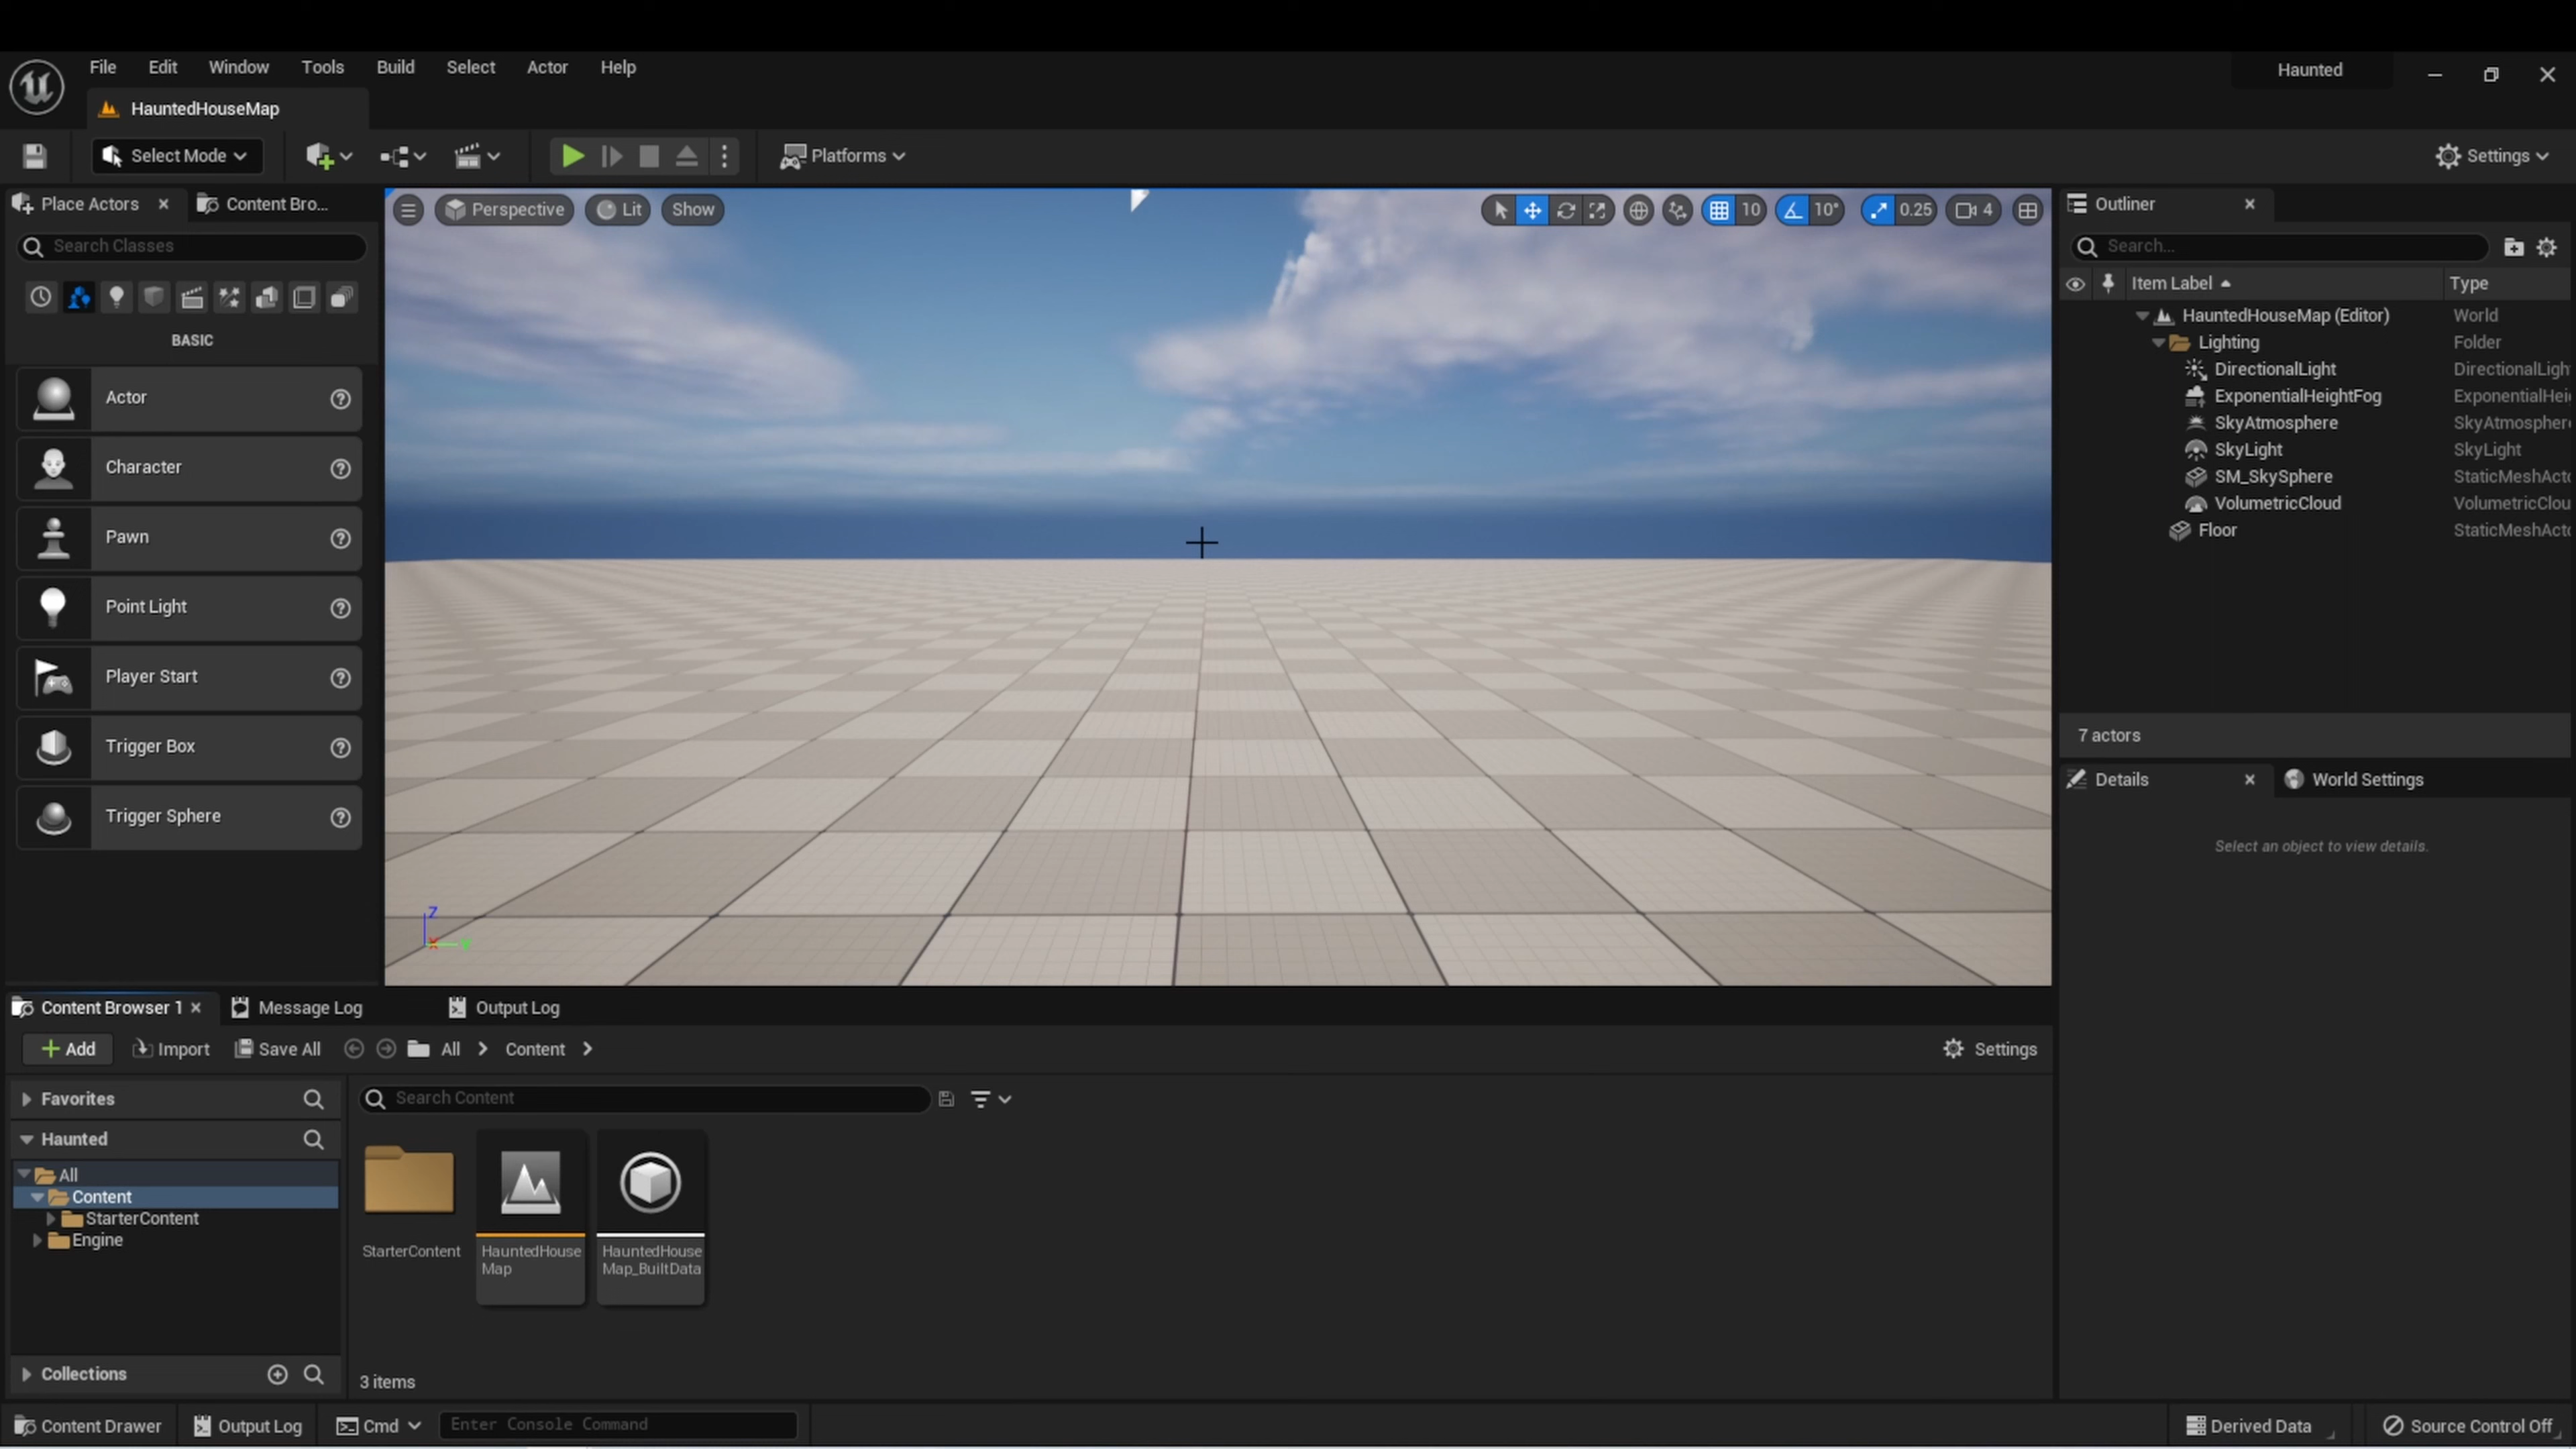 File Edit Window Tools Build Select Actor Help
Haunted
HauntedHouseMap
Select Mode
Platforms
Settings
Place Actors
Content Bro...
Search Classes
BASIC
Actor
Character
Pawn
Point Light
Player Start
Trigger Box
Trigger Sphere
Perspective
Lit
Show
10
10°
0.25
4
Z
X
Y
Outliner
Search...
Item Label Type
HauntedHouseMap (Editor) World
Lighting Folder
DirectionalLight DirectionalLigh
ExponentialHeightFog ExponentialHei
SkyAtmosphere SkyAtmospher
SkyLight SkyLight
SM_SkySphere StaticMeshActo
VolumetricCloud VolumetricClou
Floor StaticMeshActo
7 actors
Details
World Settings
Select an object to view details.
Content Browser 1
Message Log
Output Log
Add
Import
Save All
All
Content
Settings
Favorites
Haunted
All
Content
StarterContent
Engine
Collections
Search Content
StarterContent
HauntedHouse
Map
HauntedHouse
Map_BuiltData
3 items
Content Drawer
Output Log
Cmd
Enter Console Command
Derived Data
Source Control Off